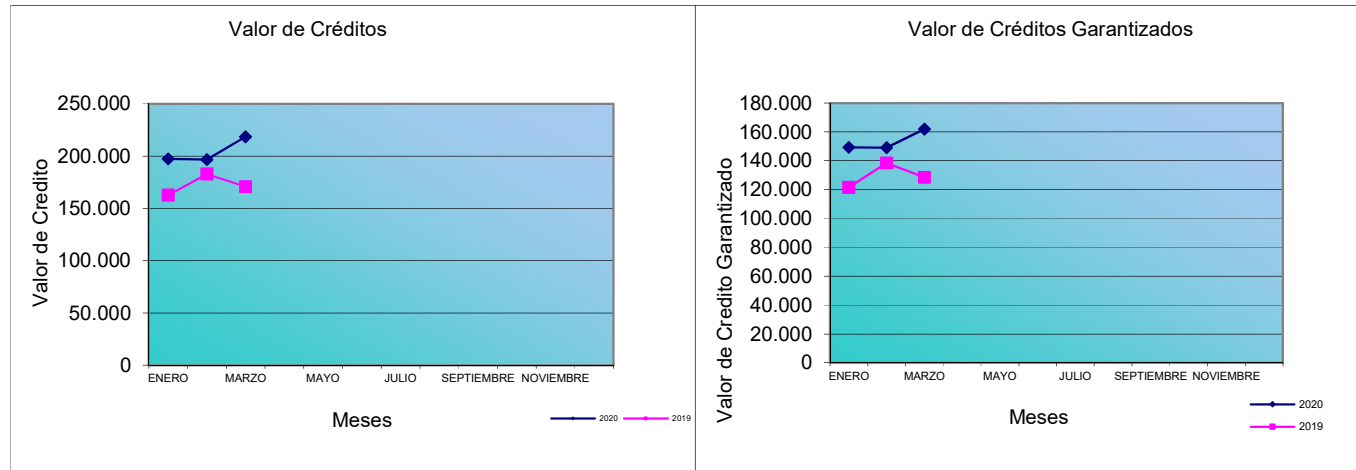 Valor de Créditos
Valor de Credito
250.000
200.000
150.000
100.000
50.000
0
ENERO MARZO MAYO JULIO SEPTIEMBRE NOVIEMBRE
Meses
2020 2019
Valor de Créditos Garantizados
Valor de Credito Garantizado
180.000
160.000
140.000
120.000
100.000
80.000
60.000
40.000
20.000
0
ENERO MARZO MAYO JULIO SEPTIEMBRE NOVIEMBRE
Meses
2020
2019